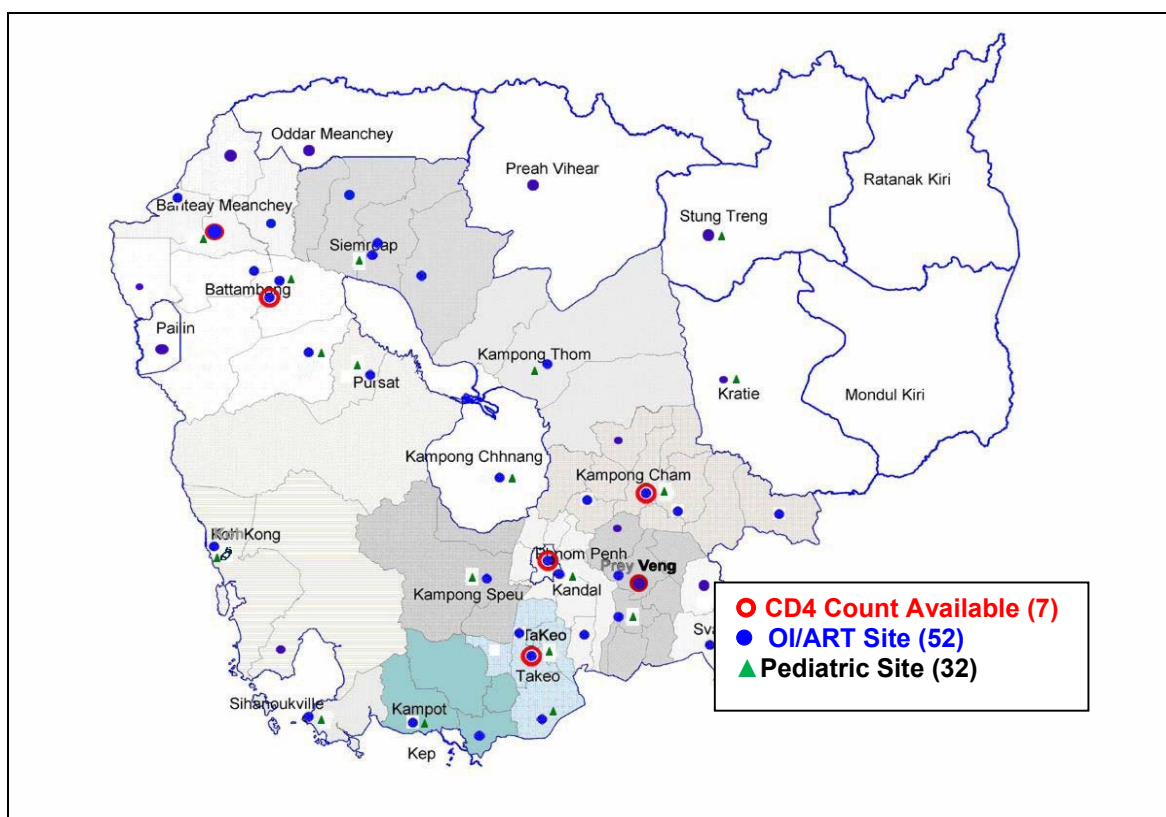 Oddar Meanchey
Preah Vihear
Ratanak Kiri
Banteay Meanchey
Stung Treng
Siemreap
Battambang
Pailin
Kampong Thom
Pursat
Kratie
Mondul Kiri
Kampong Chhnang
Kampong Cham
Koh Kong
Phnom Penh
Prey Veng
Kampong Speu
Kandal
TaKeo
Takeo
Sihanoukville
Kampot
Kep
CD4 Count Available (7)
OI/ART Site (52)
Pediatric Site (32)